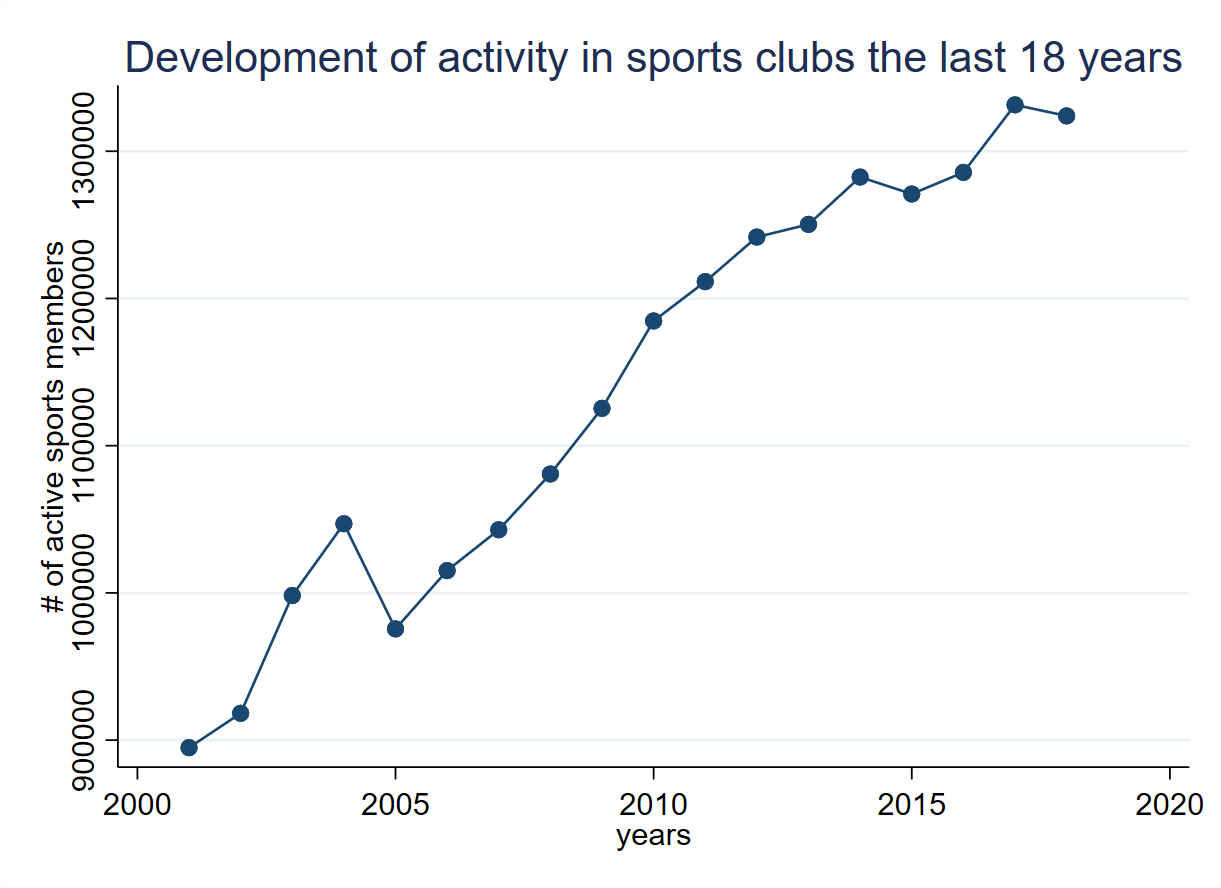 Development of activity in sports clubs the last 18 years
# of active sports members
1300000
1200000
1100000
1000000
900000
2000 2005 2010 2015 2020
years